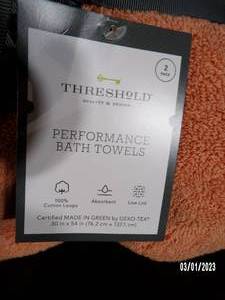 2
PACK
THRESHOLD
QUALITY & DESIGN
PERFORMANCE
BATH TOWELS
100%
Cotton Loops
Absorbent
Low Lint
Certified MADE IN GREEN by OEKO-TEX®
30 in x 54 in (76.2 cm x 137.1 cm)
03/01/2023